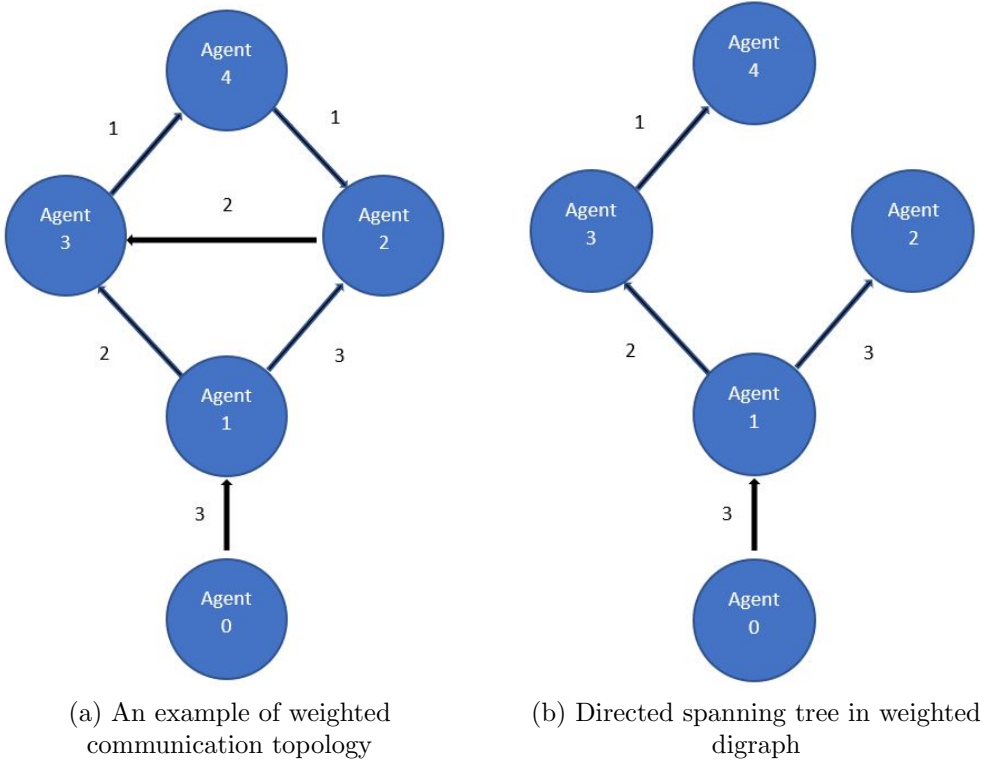 Agent
4
1
1
Agent
3
2
Agent
2
2
3
Agent
1
3
Agent
0
(a) An example of weighted
communication topology
Agent
4
1
Agent
3
Agent
2
2
3
Agent
1
3
Agent
0
(b) Directed spanning tree in weighted
digraph